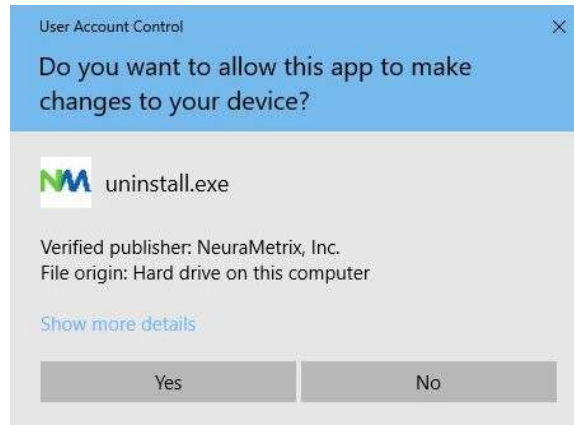 User Account Control
Do you want to allow this app to make
changes to your device?
NM uninstall.exe
Verified publisher: NeuraMetrix, Inc.
File origin: Hard drive on this computer
Show more details
Yes No